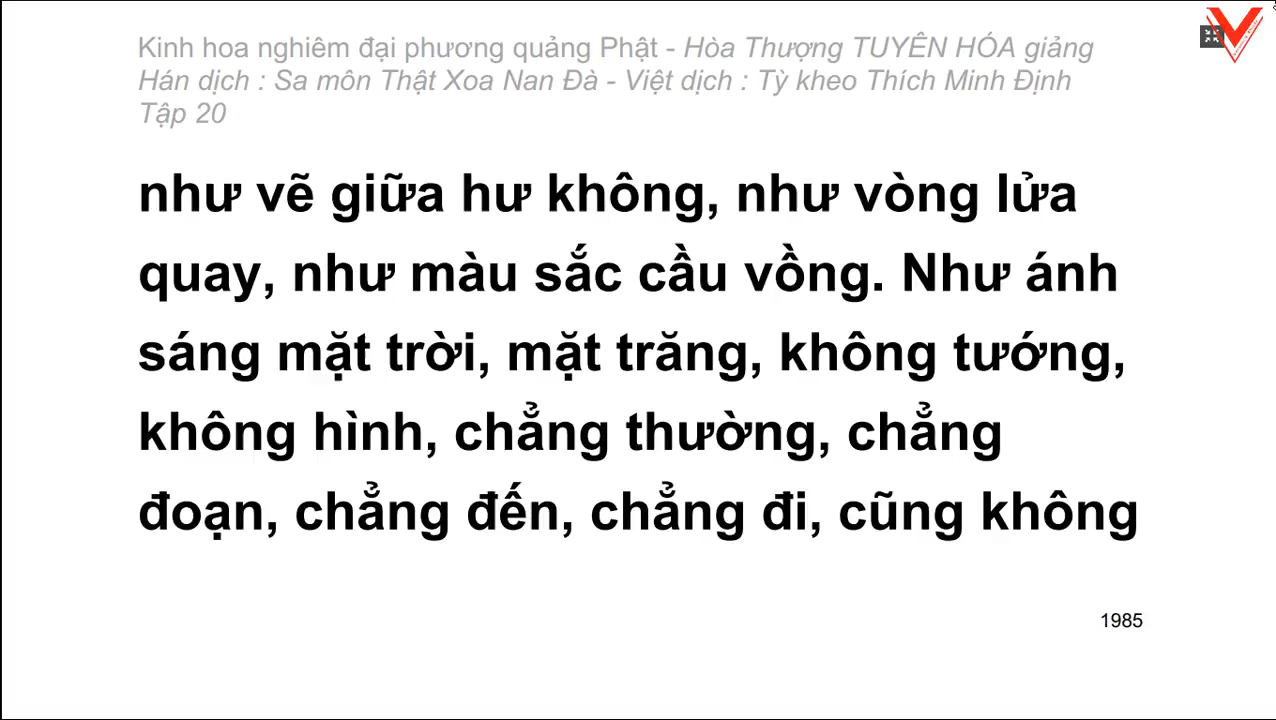 Kinh hoa nghiêm đại phương quảng Phật - Hòa Thượng TUYÊN HÓA giảng
Hán dịch : Sa môn Thật Xoa Nan Đà - Việt dịch : Tỳ kheo Thích Minh Định
Tập 20
như vẽ giữa hư không, như vòng lửa
quay, như màu sắc cầu vồng. Như ánh
sáng mặt trời, mặt trăng, không tướng,
không hình, chẳng thường, chẳng
đoạn, chẳng đến, chẳng đi, cũng không
1985